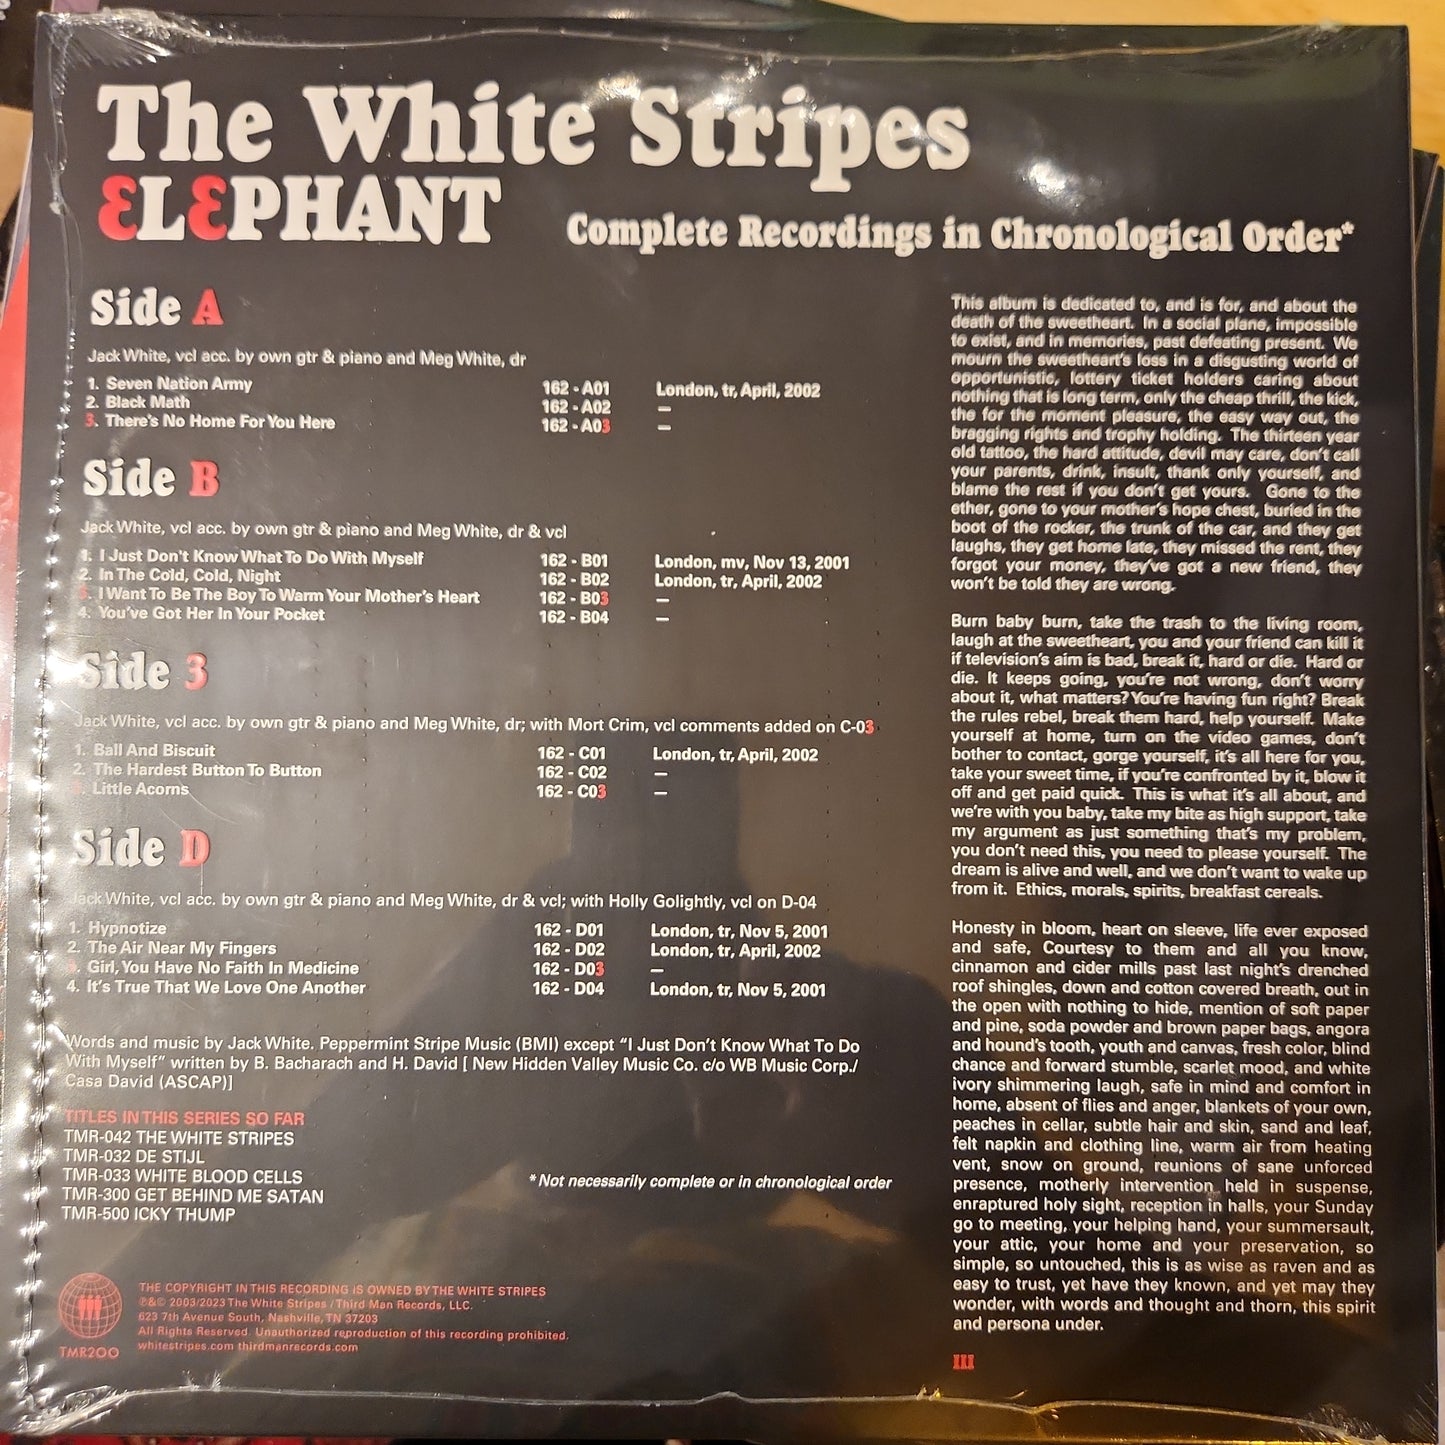 The White Stripes
ƐLƐPHANT
Complete Recordings in Chronological Order*
Side A
Jack White, vcl acc. by own gtr & piano and Meg White, dr
1. Seven Nation Army 162 - A01 London, tr, April, 2002
2. Black Math 162 - A02 —
3. There's No Home For You Here 162 - A03 —
Side B
Jack White, vcl acc. by own gtr & piano and Meg White, dr & vcl
1. I Just Don't Know What To Do With Myself 162 - B01 London, mv, Nov 13, 2001
2. In The Cold, Cold, Night 162 - B02 London, tr, April, 2002
3. I Want To Be The Boy To Warm Your Mother's Heart 162 - B03 —
4. You've Got Her In Your Pocket 162 - B04 —
Side 3
Jack White, vcl acc. by own gtr & piano and Meg White, dr; with Mort Crim, vcl comments added on C-03
1. Ball And Biscuit 162 - C01 London, tr, April, 2002
2. The Hardest Button To Button 162 - C02 —
3. Little Acorns 162 - C03 —
Side D
Jack White, vcl acc. by own gtr & piano and Meg White, dr & vcl; with Holly Golightly, vcl on D-04
1. Hypnotize 162 - D01 London, tr, Nov 5, 2001
2. The Air Near My Fingers 162 - D02 London, tr, April, 2002
3. Girl, You Have No Faith In Medicine 162 - D03 —
4. It's True That We Love One Another 162 - D04 London, tr, Nov 5, 2001
Words and music by Jack White. Peppermint Stripe Music (BMI) except "I Just Don't Know What To Do
With Myself" written by B. Bacharach and H. David [ New Hidden Valley Music Co. c/o WB Music Corp./
Casa David (ASCAP)]
TITLES IN THIS SERIES SO FAR
TMR-042 THE WHITE STRIPES
TMR-032 DE STIJL
TMR-033 WHITE BLOOD CELLS
TMR-300 GET BEHIND ME SATAN
TMR-500 ICKY THUMP
*Not necessarily complete or in chronological order
THE COPYRIGHT IN THIS RECORDING IS OWNED BY THE WHITE STRIPES
℗&© 2003/2023 The White Stripes / Third Man Records, LLC.
623 7th Avenue South, Nashville, TN 37203
All Rights Reserved. Unauthorized reproduction of this recording prohibited.
whitestripes.com thirdmanrecords.com
TMR200
This album is dedicated to, and is for, and about the
death of the sweetheart. In a social plane, impossible
to exist, and in memories, past defeating present. We
mourn the sweetheart's loss in a disgusting world of
opportunistic, lottery ticket holders caring about
nothing that is long term, only the cheap thrill, the kick,
the for the moment pleasure, the easy way out, the
bragging rights and trophy holding. The thirteen year
old tattoo, the hard attitude, devil may care, don't call
your parents, drink, insult, thank only yourself, and
blame the rest if you don't get yours. Gone to the
ether, gone to your mother's hope chest, buried in the
boot of the rocker, the trunk of the car, and they get
laughs, they get home late, they missed the rent, they
forgot your money, they've got a new friend, they
won't be told they are wrong.
Burn baby burn, take the trash to the living room,
laugh at the sweetheart, you and your friend can kill it
if television's aim is bad, break it, hard or die. Hard or
die. It keeps going, you're not wrong, don't worry
about it, what matters? You're having fun right? Break
the rules rebel, break them hard, help yourself. Make
yourself at home, turn on the video games, don't
bother to contact, gorge yourself, it's all here for you,
take your sweet time, if you're confronted by it, blow it
off and get paid quick. This is what it's all about, and
we're with you baby, take my bite as high support, take
my argument as just something that's my problem,
you don't need this, you need to please yourself. The
dream is alive and well, and we don't want to wake up
from it. Ethics, morals, spirits, breakfast cereals.
Honesty in bloom, heart on sleeve, life ever exposed
and safe, Courtesy to them and all you know,
cinnamon and cider mills past last night's drenched
roof shingles, down and cotton covered breath, out in
the open with nothing to hide, mention of soft paper
and pine, soda powder and brown paper bags, angora
and hound's tooth, youth and canvas, fresh color, blind
chance and forward stumble, scarlet mood, and white
ivory shimmering laugh, safe in mind and comfort in
home, absent of flies and anger, blankets of your own,
peaches in cellar, subtle hair and skin, sand and leaf,
felt napkin and clothing line, warm air from heating
vent, snow on ground, reunions of sane unforced
presence, motherly intervention held in suspense,
enraptured holy sight, reception in halls, your Sunday
go to meeting, your helping hand, your summersault,
your attic, your home and your preservation, so
simple, so untouched, this is as wise as raven and as
easy to trust, yet have they known, and yet may they
wonder, with words and thought and thorn, this spirit
and persona under.
III